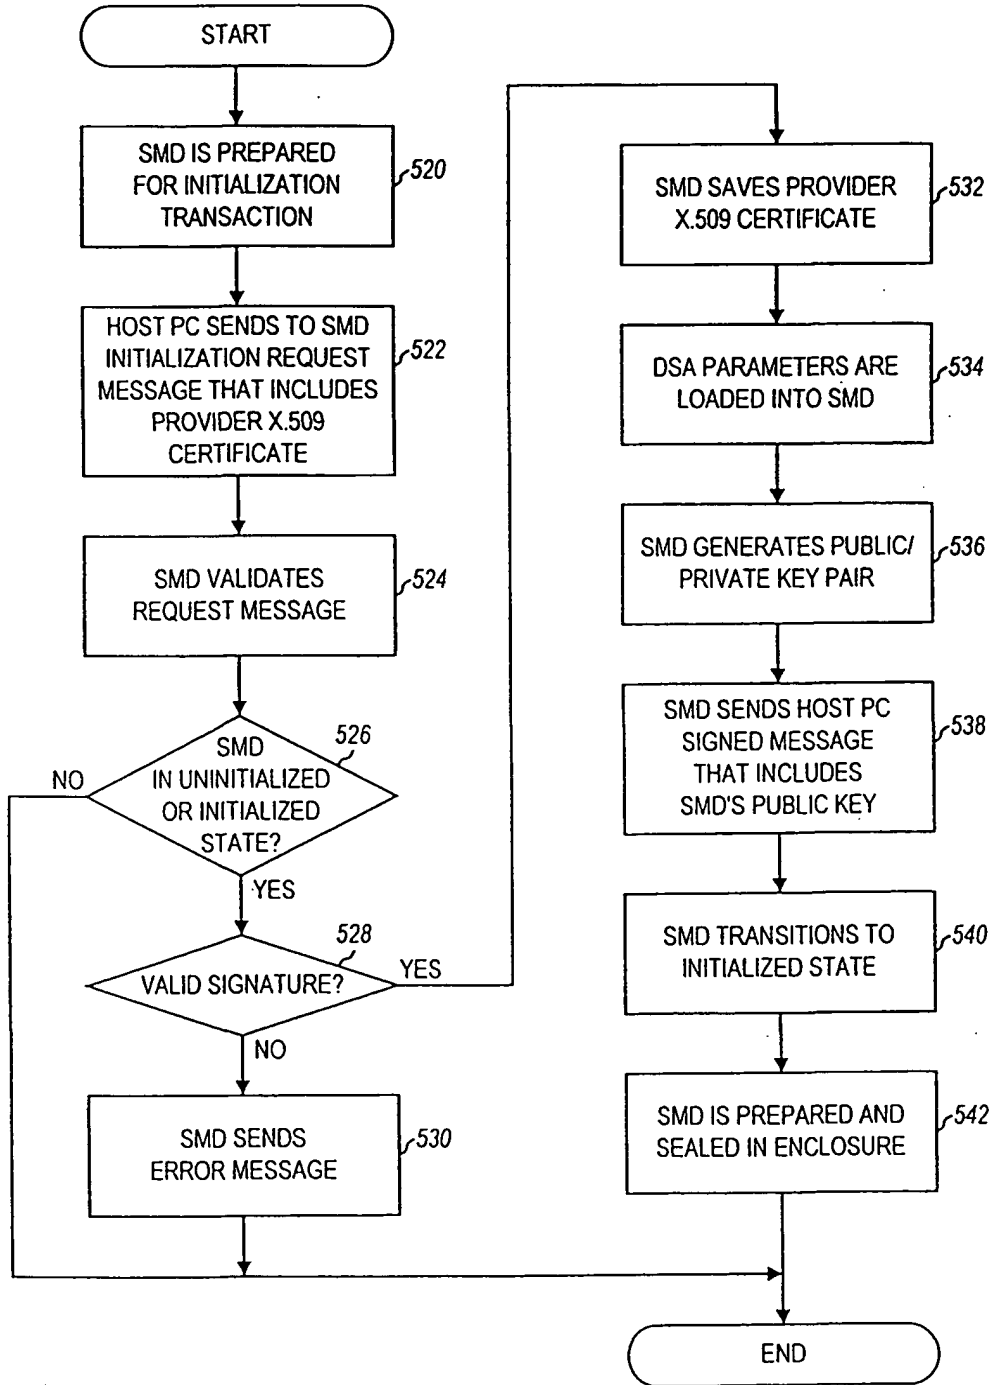 START
SMD IS PREPARED
FOR INITIALIZATION
TRANSACTION
520
HOST PC SENDS TO SMD
INITIALIZATION REQUEST
MESSAGE THAT INCLUDES
PROVIDER X.509
CERTIFICATE
522
SMD VALIDATES
REQUEST MESSAGE
524
SMD
IN UNINITIALIZED
OR INITIALIZED
STATE?
526
NO
YES
VALID SIGNATURE?
528
YES
NO
SMD SENDS
ERROR MESSAGE
530
SMD SAVES PROVIDER
X.509 CERTIFICATE
532
DSA PARAMETERS ARE
LOADED INTO SMD
534
SMD GENERATES PUBLIC/
PRIVATE KEY PAIR
536
SMD SENDS HOST PC
SIGNED MESSAGE
THAT INCLUDES
SMD'S PUBLIC KEY
538
SMD TRANSITIONS TO
INITIALIZED STATE
540
SMD IS PREPARED AND
SEALED IN ENCLOSURE
542
END